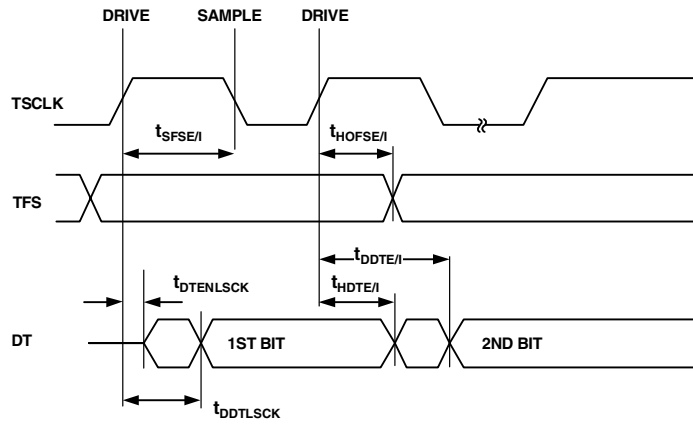 DRIVE SAMPLE DRIVE
TSCLK
tSFSE/I tHOFSE/I
TFS
tDDTE/I
tDTENLSCK tHDTE/I
DT 1ST BIT 2ND BIT
tDDTLSCK